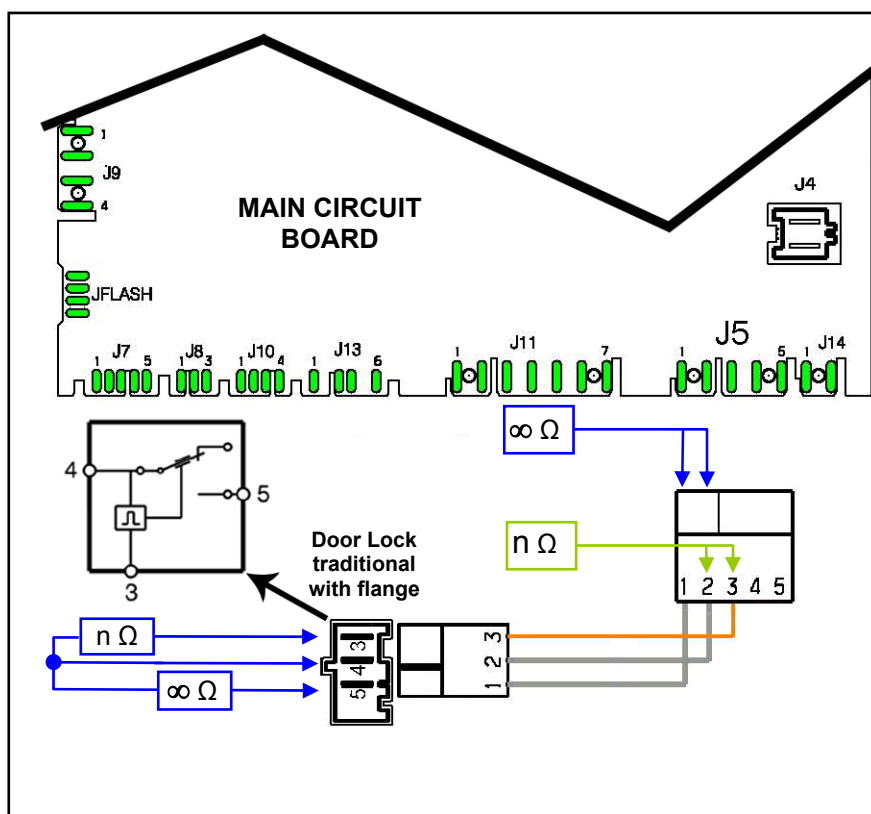 1
J9
4
MAIN CIRCUIT
BOARD
J4
JFLASH
J7
1 5
J8
1 3
J10
1 4
J13
1 6
J11
1 7
J5
1 5
J14
1
∞ Ω
4
5
3
Door Lock
traditional
with flange
n Ω
1 2 3 4 5
n Ω
∞ Ω
3
4
5
3
2
1